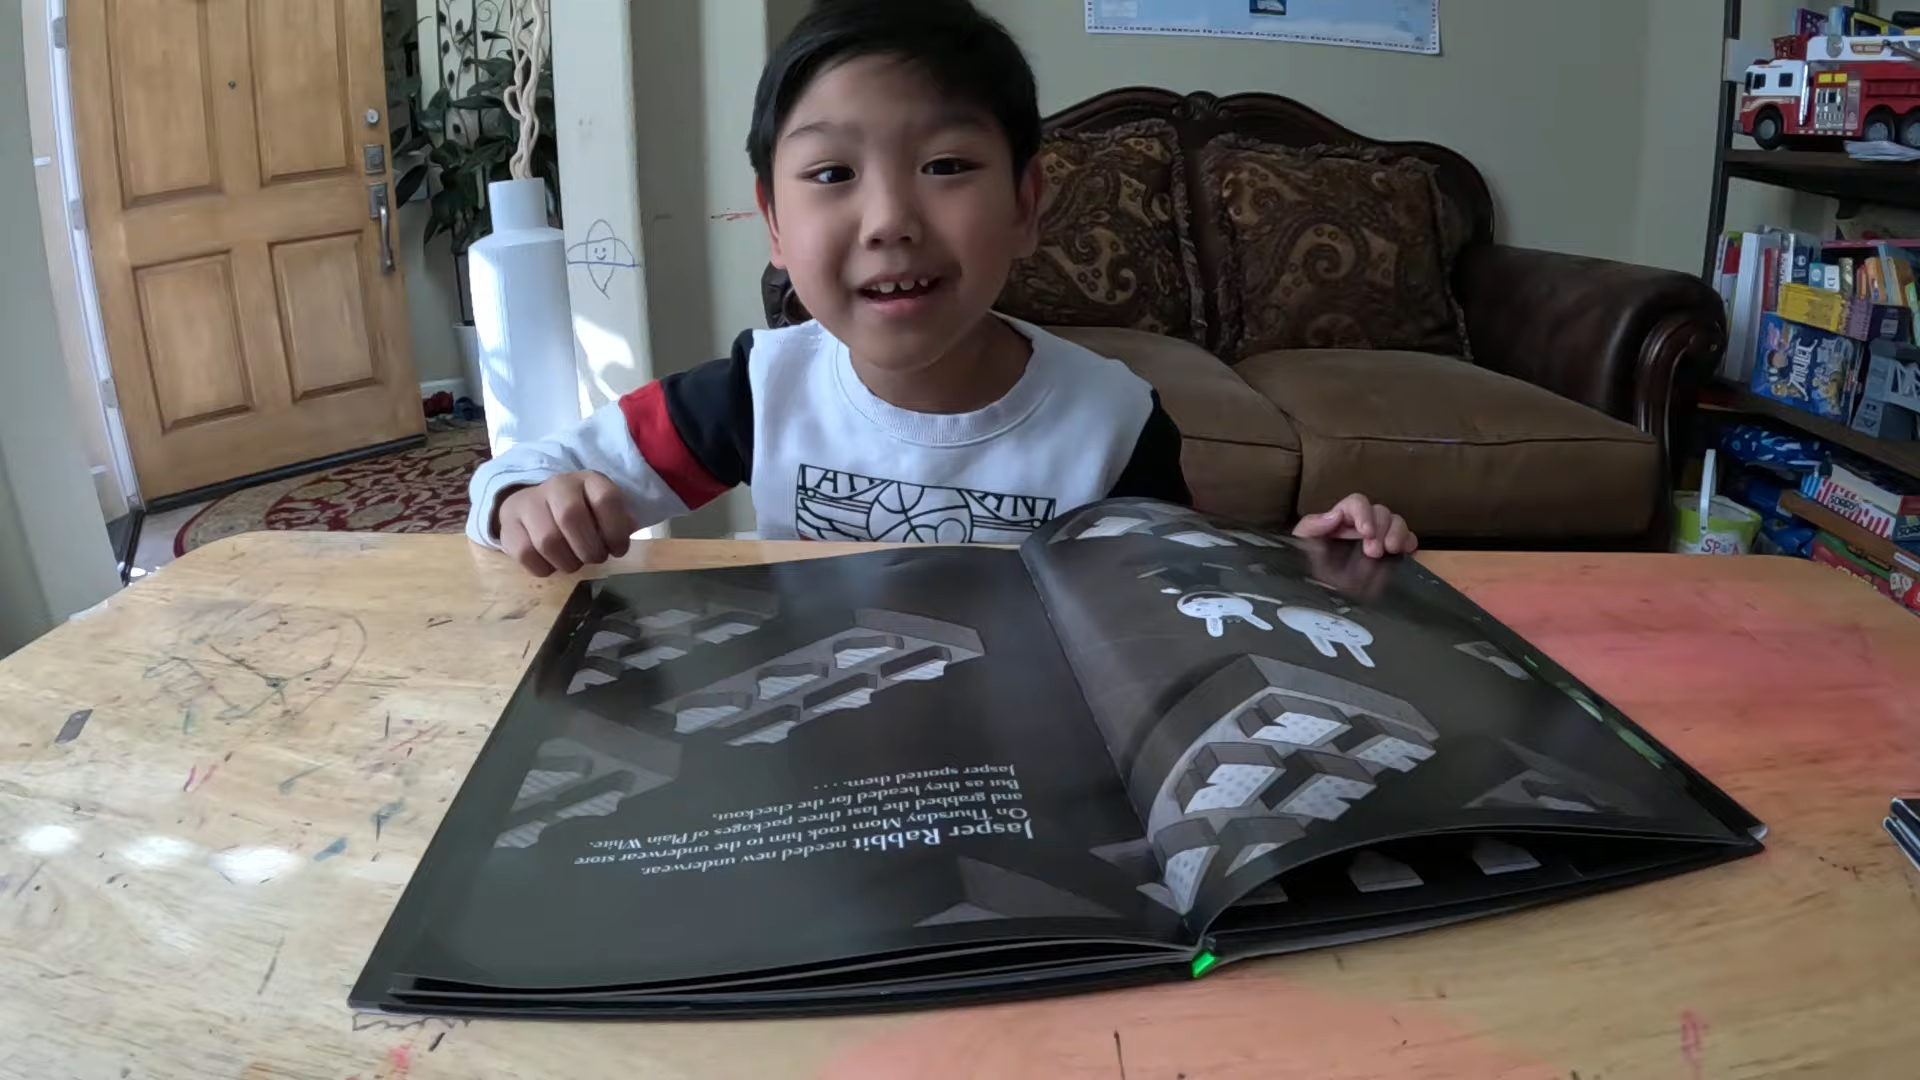 Jasper Rabbit needed new underwear.
On Thursday Mom took him to the underwear store
and grabbed the last three packages of Plain White.
But as they headed for the checkout,
Jasper spotted them. . . .